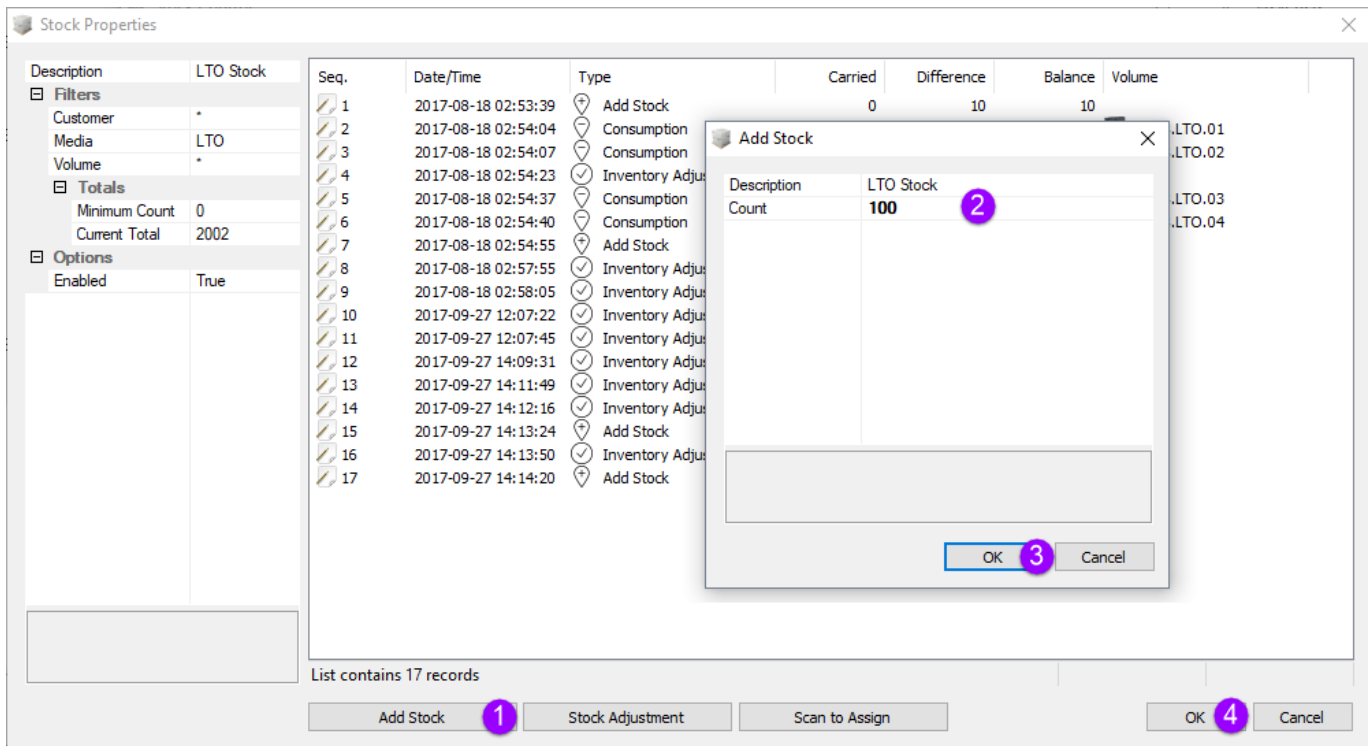 Stock Properties
Description LTO Stock
Filters
Customer *
Media LTO
Volume *
Totals
Minimum Count 0
Current Total 2002
Options
Enabled True
Seq. Date/Time Type Carried Difference Balance Volume
1 2017-08-18 02:53:39 Add Stock 0 10 10
2 2017-08-18 02:54:04 Consumption .LTO.01
3 2017-08-18 02:54:07 Consumption .LTO.02
4 2017-08-18 02:54:23 Inventory Adju
5 2017-08-18 02:54:37 Consumption .LTO.03
6 2017-08-18 02:54:40 Consumption .LTO.04
7 2017-08-18 02:54:55 Add Stock
8 2017-08-18 02:57:55 Inventory Adju
9 2017-08-18 02:58:05 Inventory Adju
10 2017-09-27 12:07:22 Inventory Adju
11 2017-09-27 12:07:45 Inventory Adju
12 2017-09-27 14:09:31 Inventory Adju
13 2017-09-27 14:11:49 Inventory Adju
14 2017-09-27 14:12:16 Inventory Adju
15 2017-09-27 14:13:24 Add Stock
16 2017-09-27 14:13:50 Inventory Adju
17 2017-09-27 14:14:20 Add Stock
Add Stock
Description LTO Stock
Count 100 2
OK 3 Cancel
List contains 17 records
Add Stock 1 Stock Adjustment Scan to Assign OK 4 Cancel